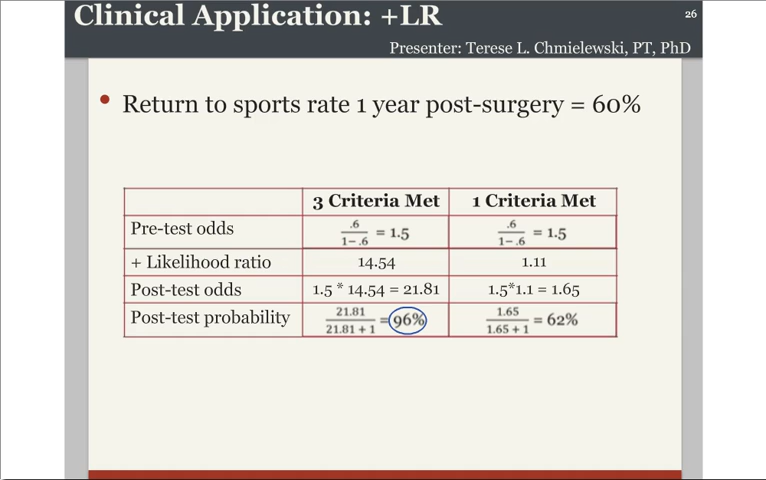 Clinical Application: +LR
26
Presenter: Terese L. Chmielewski, PT, PhD
• Return to sports rate 1 year post-surgery = 60%
3 Criteria Met 1 Criteria Met
Pre-test odds .6/1−.6 = 1.5 .6/1−.6 = 1.5
+ Likelihood ratio 14.54 1.11
Post-test odds 1.5 * 14.54 = 21.81 1.5*1.1 = 1.65
Post-test probability 21.81/21.81 + 1 = 96% 1.65/1.65 + 1 = 62%